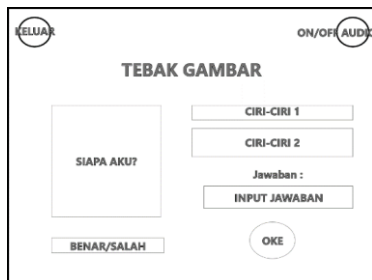 KELUAR
ON/OFF AUDIO
TEBAK GAMBAR
CIRI-CIRI 1
CIRI-CIRI 2
SIAPA AKU?
Jawaban :
INPUT JAWABAN
OKE
BENAR/SALAH